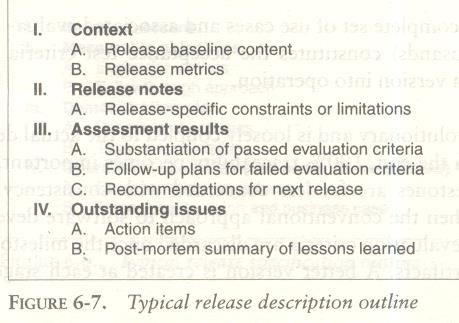 I. Context
A. Release baseline content
B. Release metrics
II. Release notes
A. Release-specific constraints or limitations
III. Assessment results
A. Substantiation of passed evaluation criteria
B. Follow-up plans for failed evaluation criteria
C. Recommendations for next release
IV. Outstanding issues
A. Action items
B. Post-mortem summary of lessons learned
FIGURE 6-7. Typical release description outline